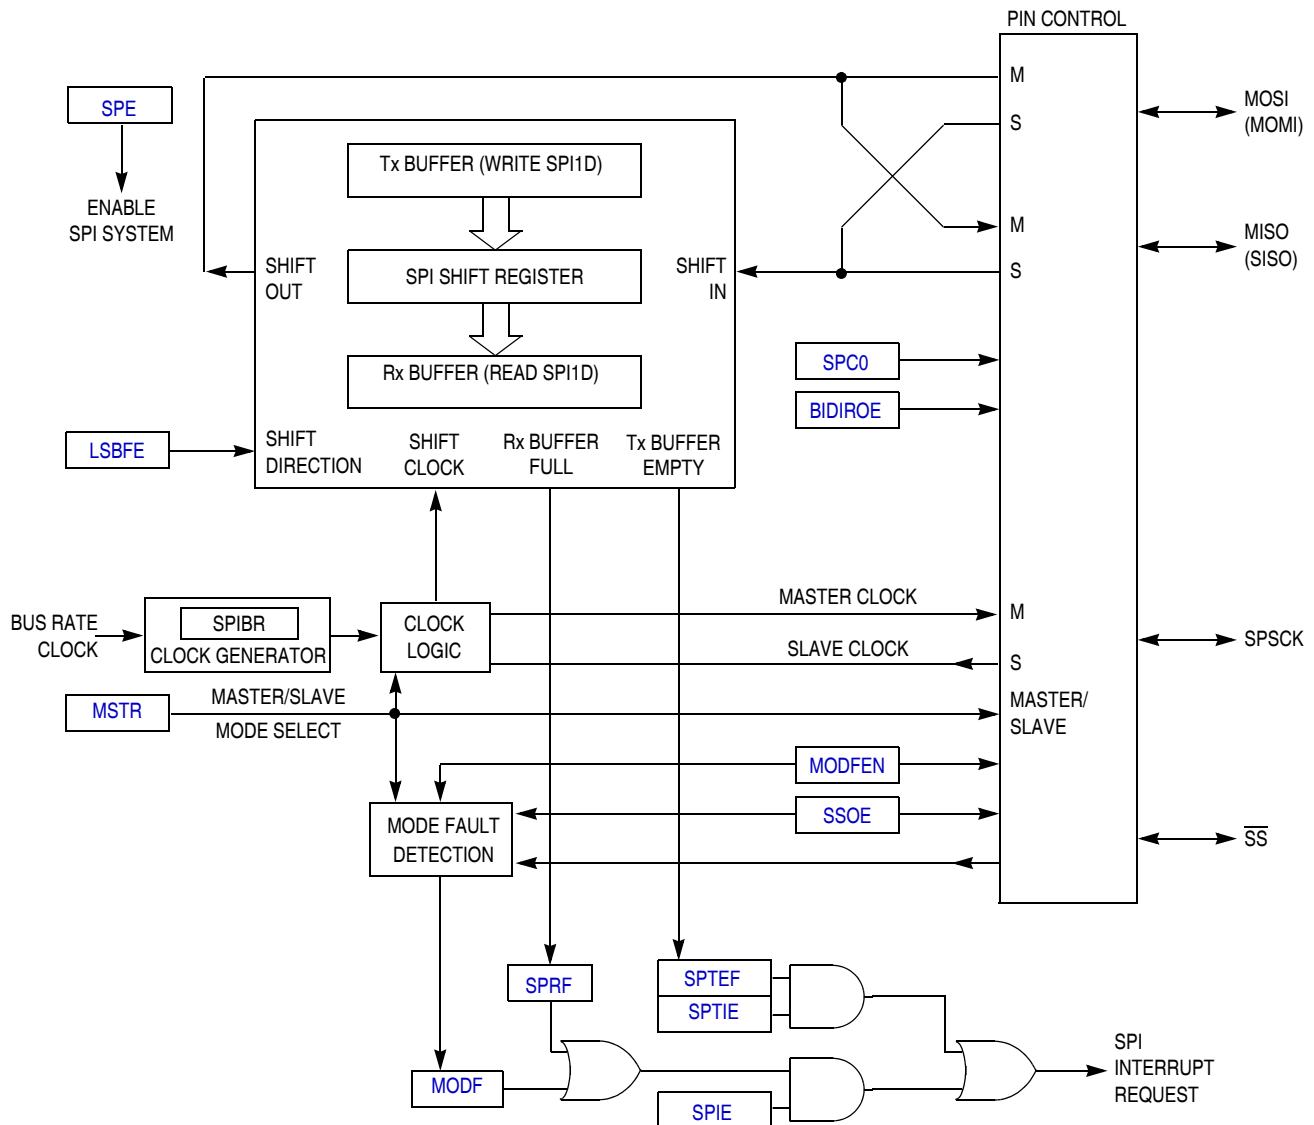 PIN CONTROL
M
MOSI
(MOMI)
SPE
S
Tx BUFFER (WRITE SPI1D)
ENABLE
SPI SYSTEM
M
MISO
(SISO)
SHIFT
OUT
SPI SHIFT REGISTER
SHIFT
IN
S
Rx BUFFER (READ SPI1D)
SPC0
BIDIROE
LSBFE
SHIFT
DIRECTION
SHIFT
CLOCK
Rx BUFFER
FULL
Tx BUFFER
EMPTY
MASTER CLOCK
M
BUS RATE
CLOCK
SPIBR
CLOCK GENERATOR
CLOCK
LOGIC
SLAVE CLOCK
S
SPSCK
MSTR
MASTER/SLAVE
MODE SELECT
MASTER/
SLAVE
MODFEN
SSOE
MODE FAULT
DETECTION
SS
SPRF
SPTEF
SPTIE
SPI
INTERRUPT
REQUEST
MODF
SPIE